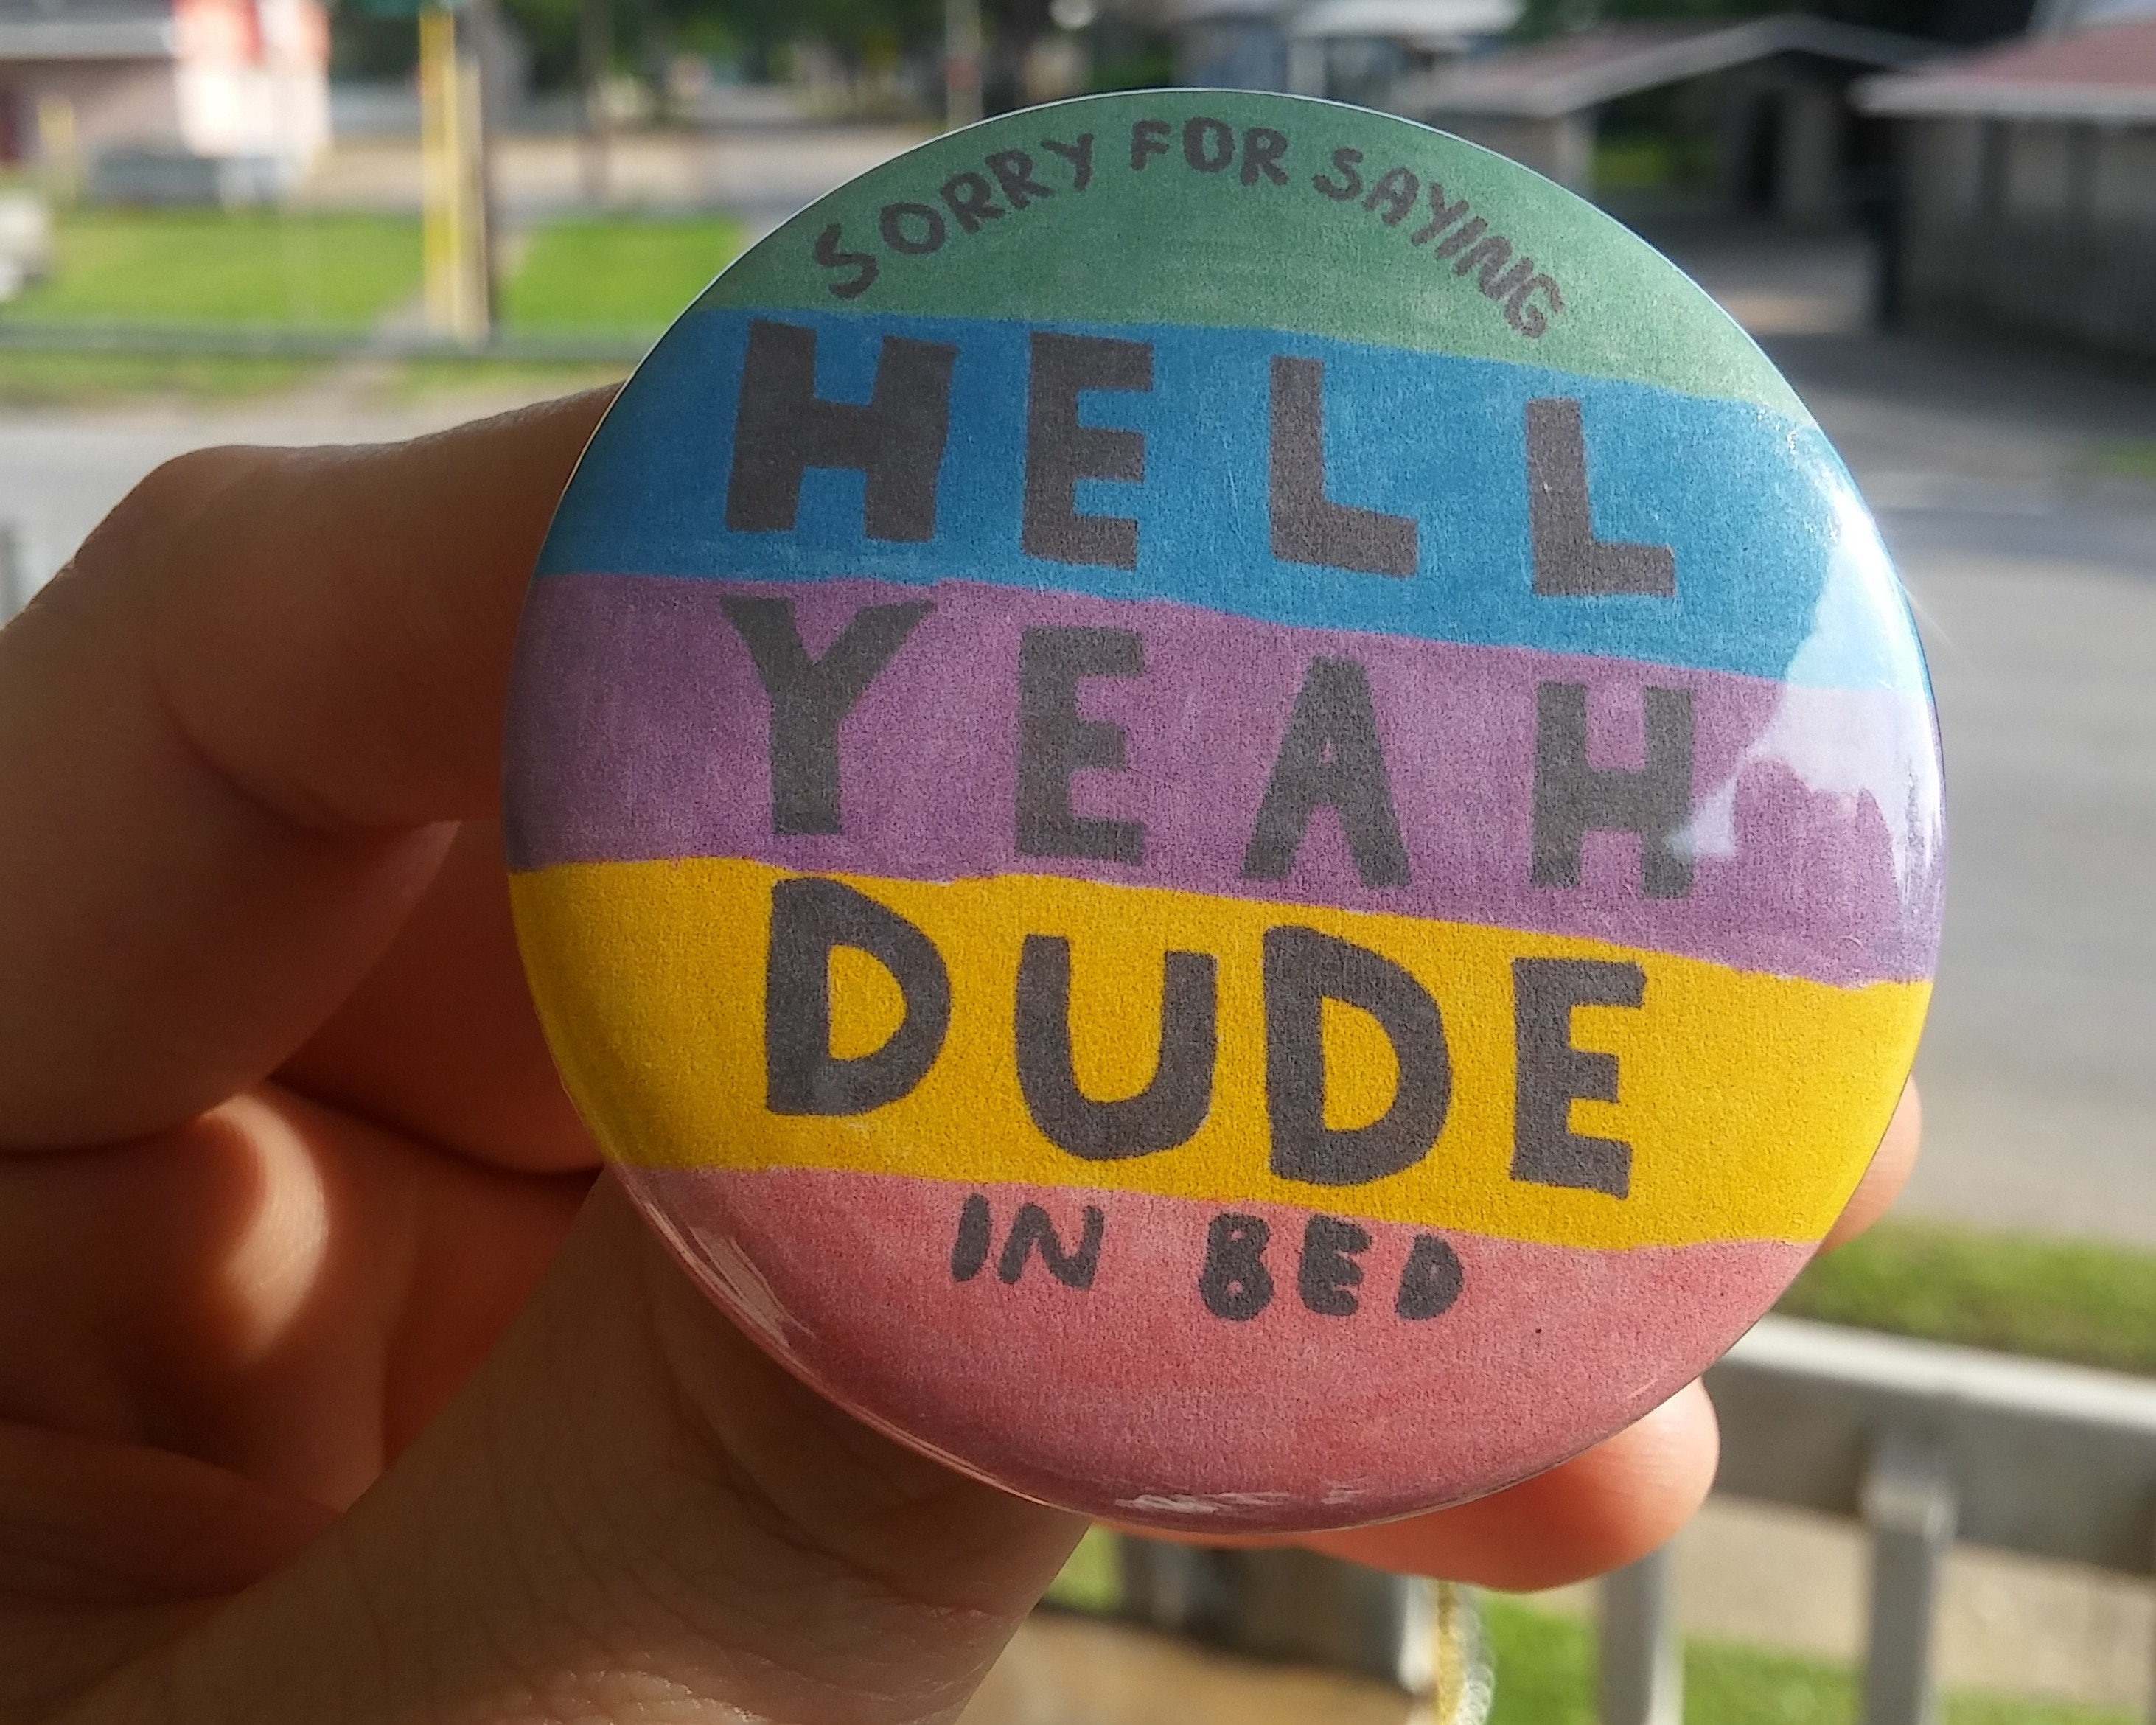 SORRY FOR SAYING
HELL
YEAH
DUDE
IN BED